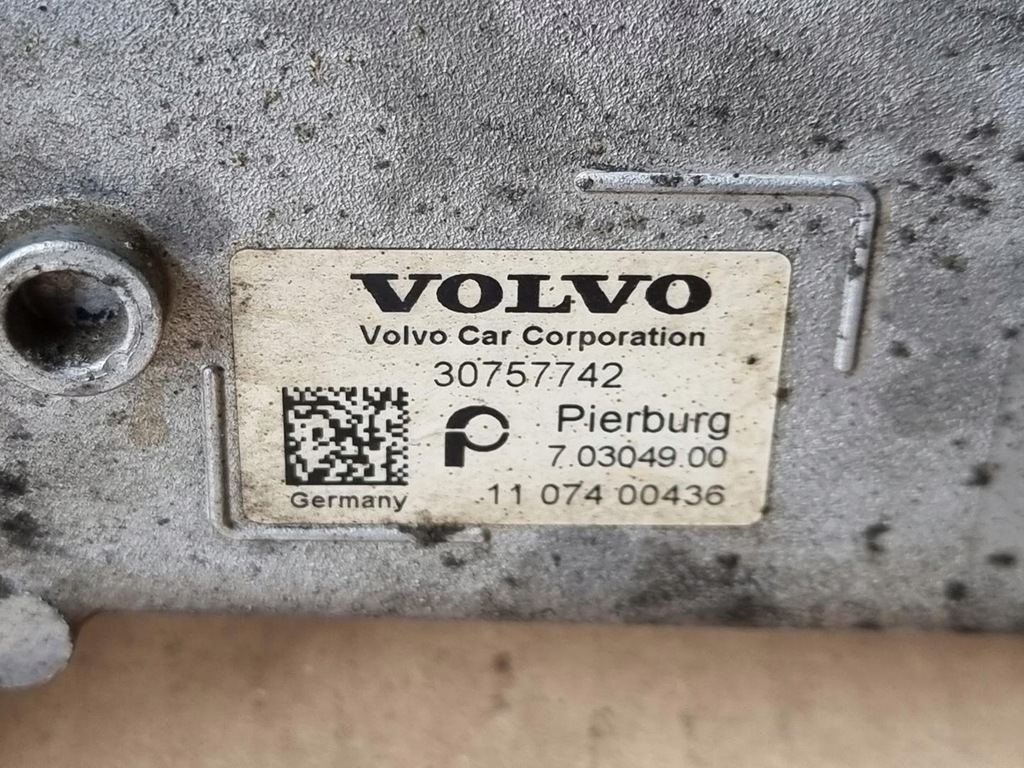 VOLVO
Volvo Car Corporation
30757742
Pierburg
7.03049.00
Germany
11 074 00436